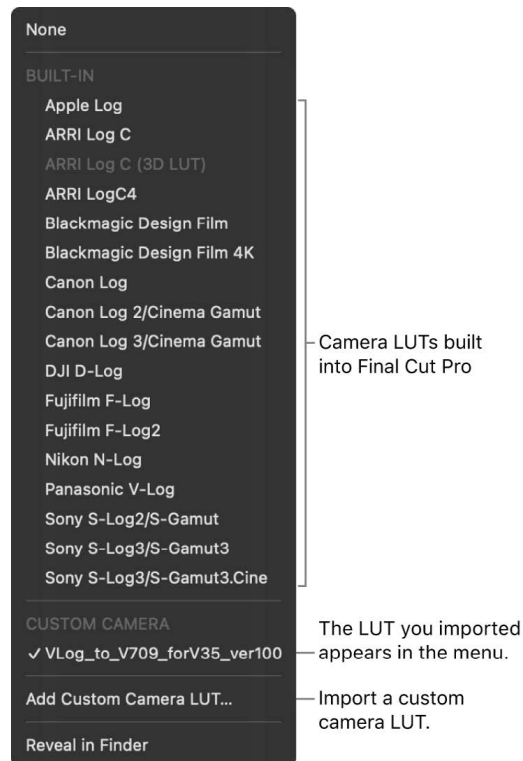 None
BUILT-IN
Apple Log
ARRI Log C
ARRI Log C (3D LUT)
ARRI LogC4
Blackmagic Design Film
Blackmagic Design Film 4K
Canon Log
Canon Log 2/Cinema Gamut
Canon Log 3/Cinema Gamut
DJI D-Log
Fujifilm F-Log
Fujifilm F-Log2
Nikon N-Log
Panasonic V-Log
Sony S-Log2/S-Gamut
Sony S-Log3/S-Gamut3
Sony S-Log3/S-Gamut3.Cine
Camera LUTs built
into Final Cut Pro
CUSTOM CAMERA
✓ VLog_to_V709_forV35_ver100
The LUT you imported
appears in the menu.
Add Custom Camera LUT...
Import a custom
camera LUT.
Reveal in Finder